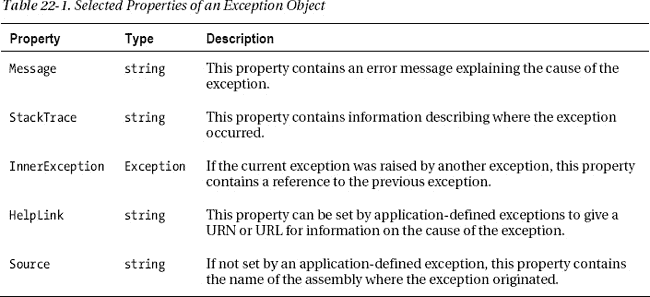 Table 22-1. Selected Properties of an Exception Object
Property Type Description
Message string This property contains an error message explaining the cause of the
exception.
StackTrace string This property contains information describing where the exception
occurred.
InnerException Exception If the current exception was raised by another exception, this property
contains a reference to the previous exception.
HelpLink string This property can be set by application-defined exceptions to give a
URN or URL for information on the cause of the exception.
Source string If not set by an application-defined exception, this property contains
the name of the assembly where the exception originated.